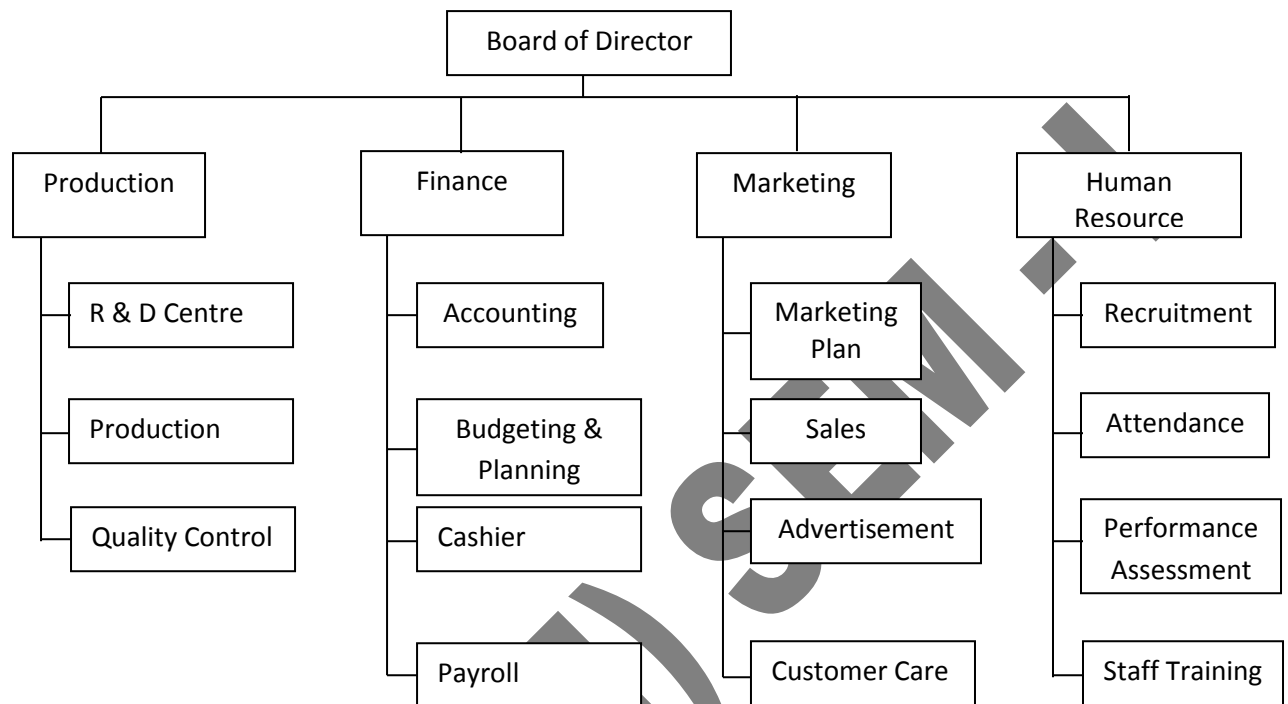 Board of Director
Production
Finance
Marketing
Human
Resource
R & D Centre
Accounting
Marketing
Plan
Recruitment
Production
Budgeting &
Planning
Sales
Attendance
Quality Control
Cashier
Advertisement
Performance
Assessment
Payroll
Customer Care
Staff Training
SEM